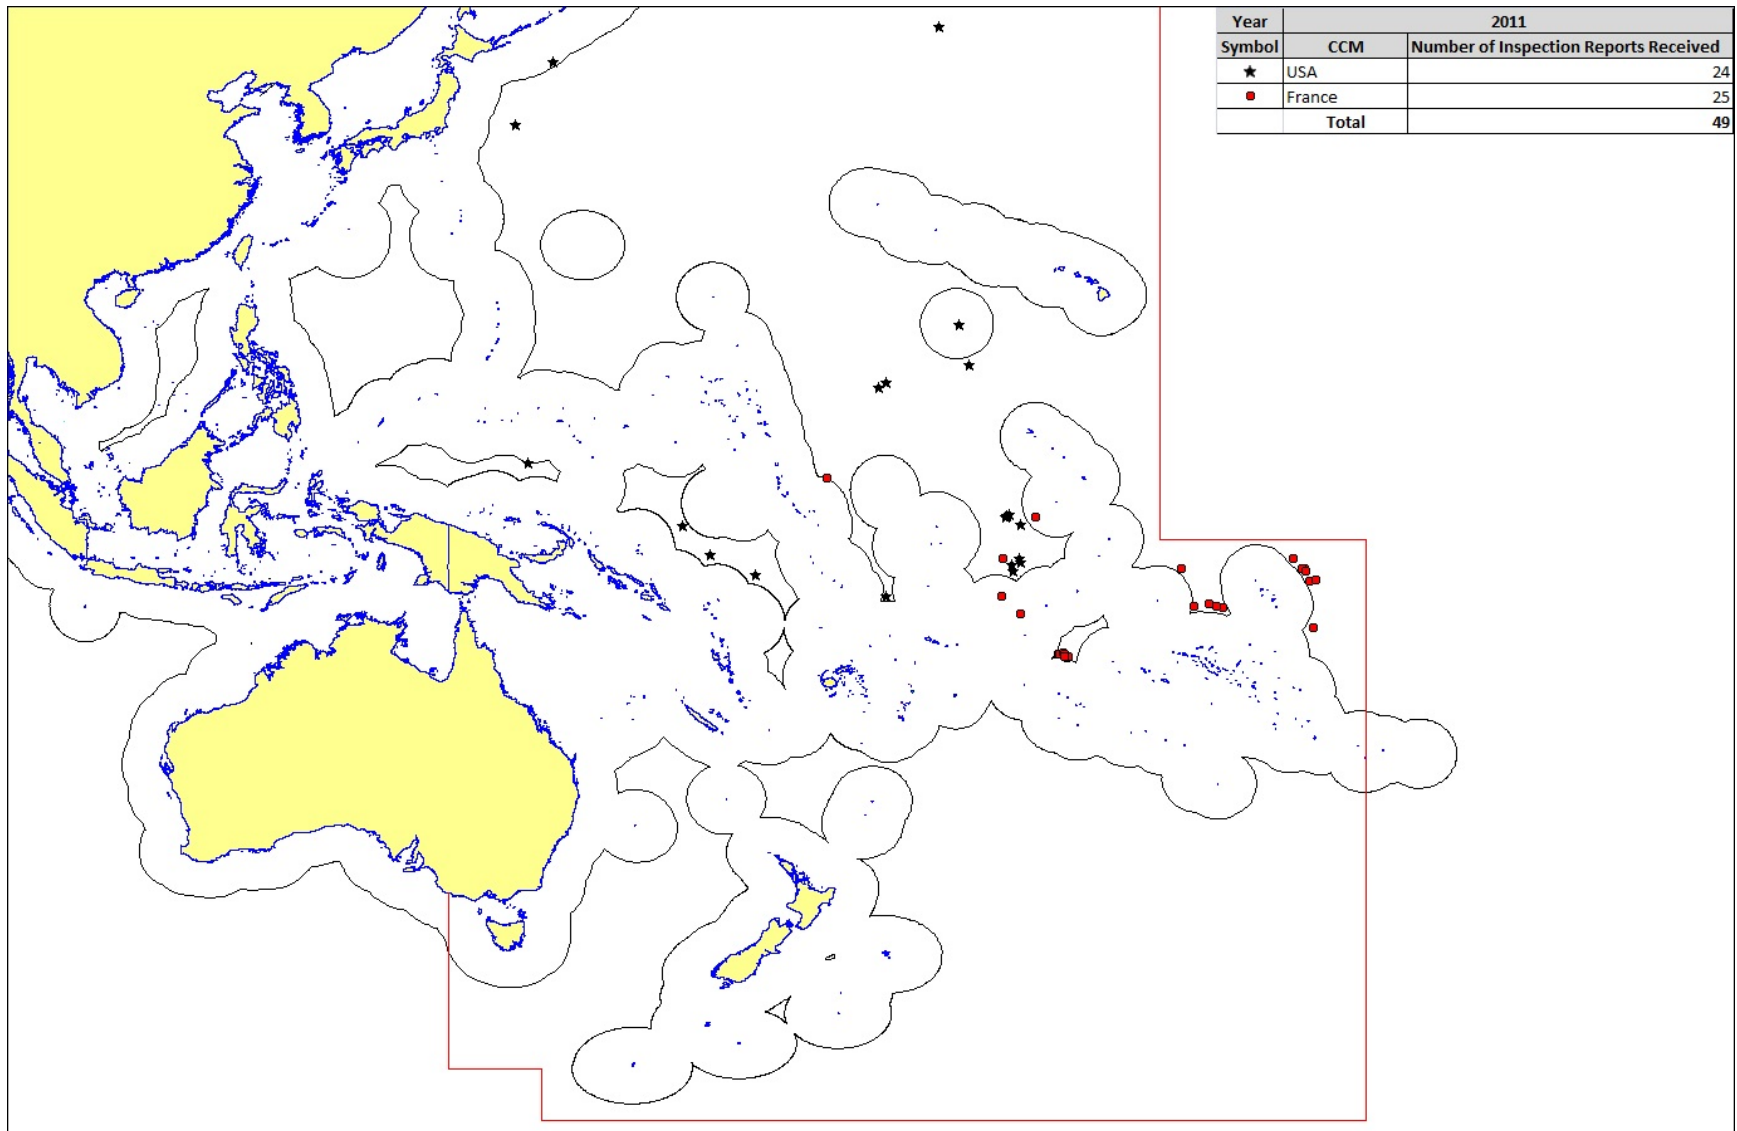 Year 2011
Symbol CCM Number of Inspection Reports Received
USA 24
France 25
Total 49